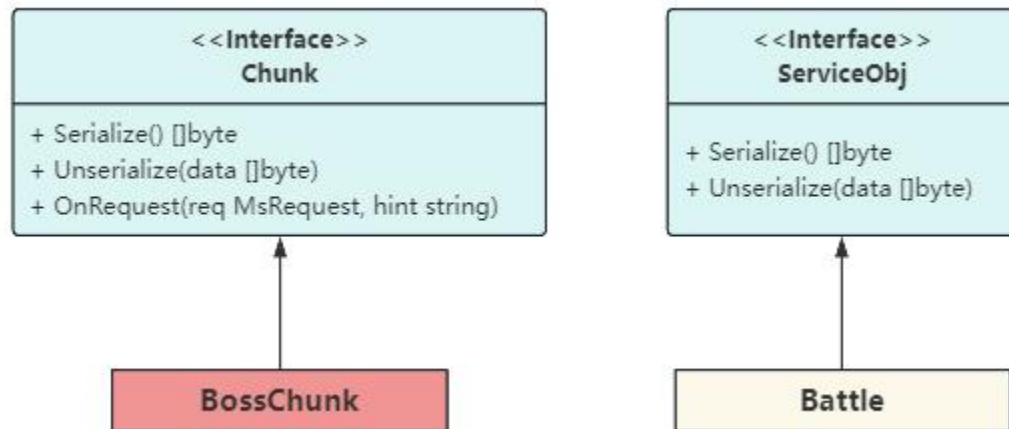 <<Interface>>
Chunk
+ Serialize() []byte
+ Unserialize(data []byte)
+ OnRequest(req MsRequest, hint string)
BossChunk
<<Interface>>
ServiceObj
+ Serialize() []byte
+ Unserialize(data []byte)
Battle